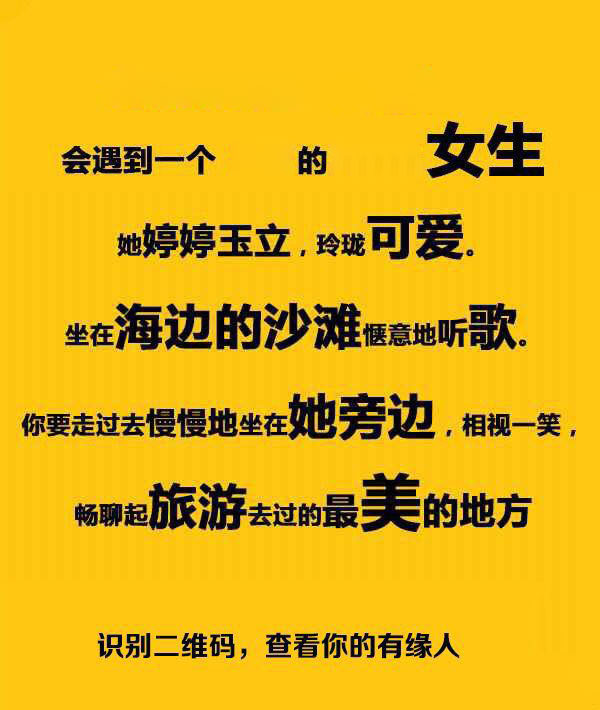 会遇到一个 的 女生
她婷婷玉立，玲珑可爱。
坐在海边的沙滩惬意地听歌。
你要走过去慢慢地坐在她旁边，相视一笑，
畅聊起旅游去过的最美的地方
识别二维码，查看你的有缘人